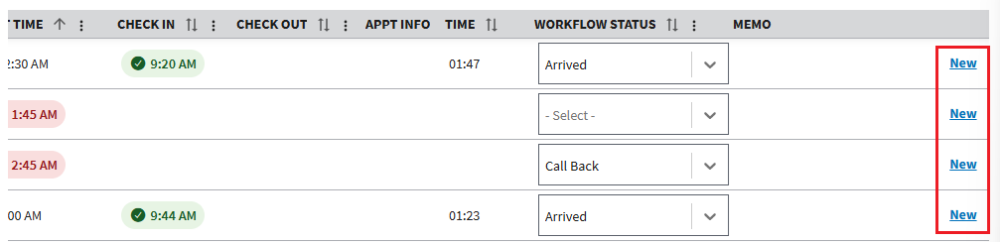 TIME CHECK IN CHECK OUT APPT INFO TIME WORKFLOW STATUS MEMO
:30 AM 9:20 AM 01:47 Arrived New
1:45 AM - Select - New
2:45 AM Call Back New
:00 AM 9:44 AM 01:23 Arrived New